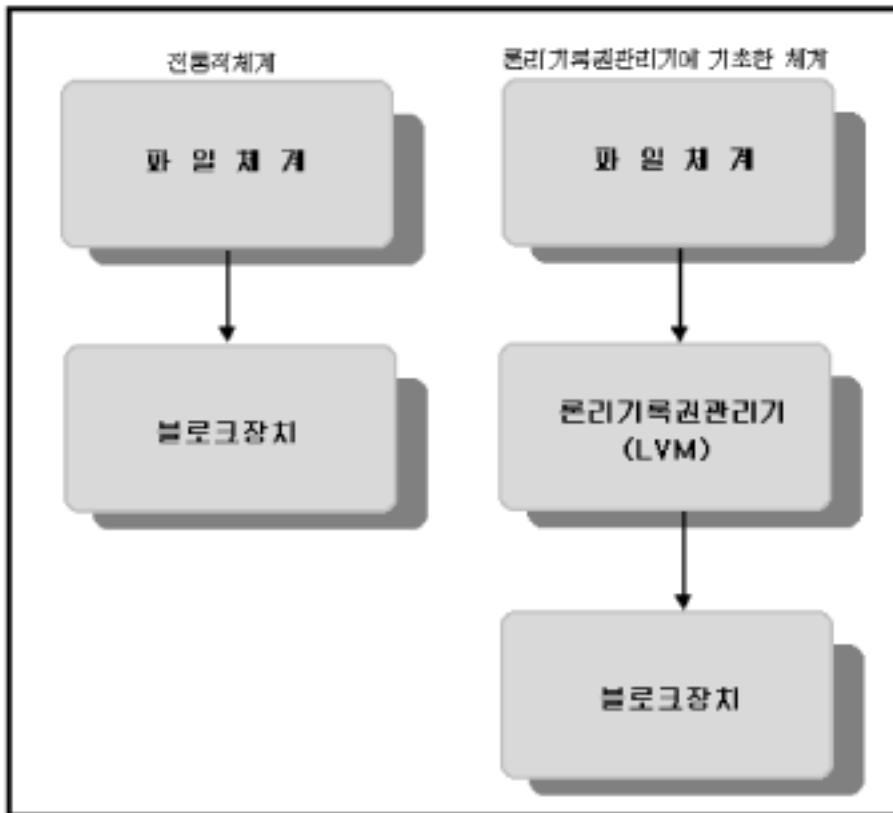 전통적체계
화 일 체 계
블로크장치
론리기록권관리기에 기초한 체계
화 일 체 계
론리기록권관리기
(LVM)
블로크장치